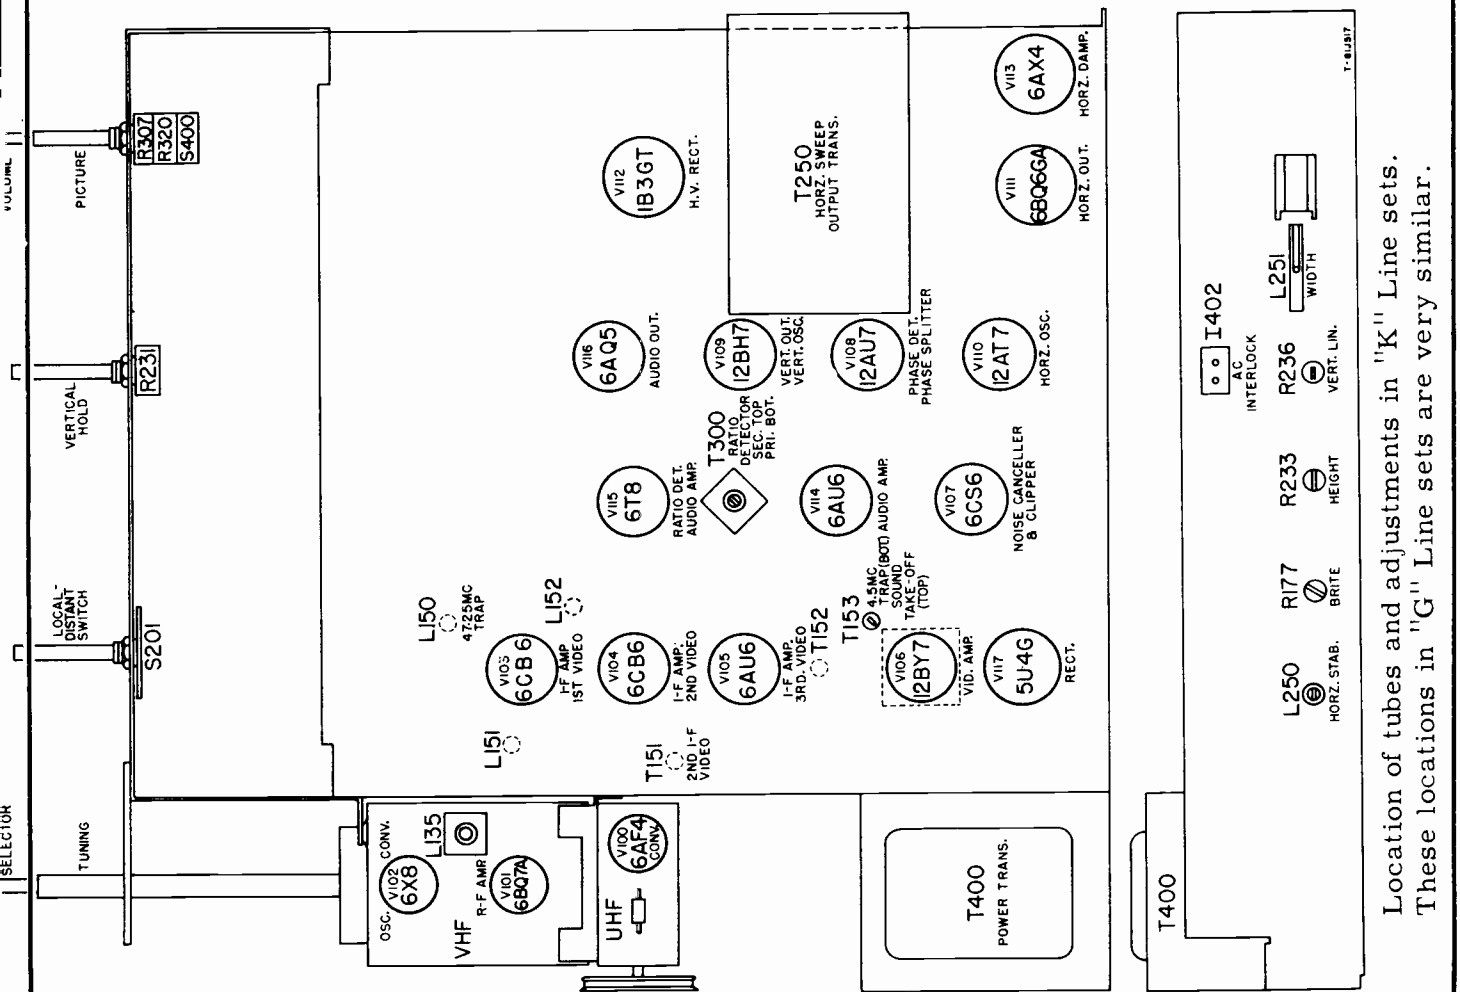 SELECTOR
TUNING
LOCAL-
DISTANT
SWITCH
S201
VERTICAL
HOLD
R231
VOLUME
PICTURE
R307
R320
S400
OSC.
V102
6X8
CONV.
L135
R-F AMP.
V101
6BQ7A
VHF
V100
6AF4
CONV.
UHF
T400
POWER TRANS.
L151
T151
2ND I-F
VIDEO
L150
47.25MC
TRAP
L152
V103
6CB6
I-F AMP
1ST VIDEO
V104
6CB6
I-F AMP.
2ND VIDEO
V105
6AU6
I-F AMP.
3RD. VIDEO
T152
T153
4.5MC
TRAP (BOT)
SOUND
TAKE-OFF
(TOP)
V106
12BY7
VID. AMP.
V117
5U4G
RECT.
V115
6T8
RATIO DET.
AUDIO AMP.
T300
RATIO
DETECTOR
SEC. TOP
PRI. BOT.
V114
6AU6
AUDIO AMP.
V107
6CS6
NOISE CANCELLER
& CLIPPER
V116
6AQ5
AUDIO OUT.
V109
12BH7
VERT. OUT.
VERT. OSC.
V108
12AU7
PHASE DET.
PHASE SPLITTER
V110
12AT7
HORZ. OSC.
V112
1B3GT
H.V. RECT.
T250
HORZ. SWEEP
OUTPUT TRANS.
V111
6BQ6GA
HORZ. OUT.
V113
6AX4
HORZ. DAMP.
T400
L250
HORZ. STAB.
R177
BRITE
R233
HEIGHT
R236
VERT. LIN.
I402
AC
INTERLOCK
L251
WIDTH
Location of tubes and adjustments in "K" Line sets.
These locations in "G" Line sets are very similar.